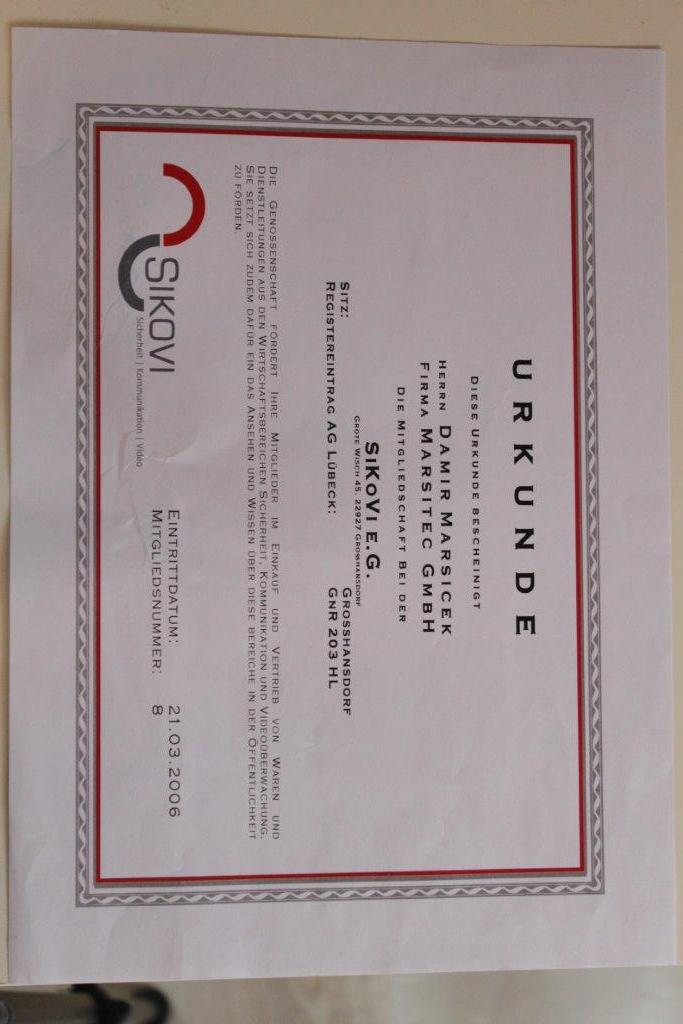 URKUNDE
DIESE URKUNDE BESCHEINIGT
HERRN DAMIR MARSICEK
FIRMA MARSITEC GMBH
DIE MITGLIEDSCHAFT BEI DER
SIKOVI E.G.
GROTE WISCH 45, 22927 GROßHANSDORF
SITZ: GROSSHANSDORF
REGISTEREINTRAG AG LÜBECK: GNR 203 HL
DIE GENOSSENSCHAFT FÖRDERT IHRE MITGLIEDER IM EINKAUF UND VERTRIEB VON WAREN UND
DIENSTLEITUNGEN AUS DEN WIRTSCHAFTSBEREICHEN SICHERHEIT, KOMMUNIKATION UND VIDEOÜBERWACHUNG.
SIE SETZT SICH ZUDEM DAFÜR EIN DAS ANSEHEN UND WISSEN ÜBER DIESE BEREICHE IN DER ÖFFENTLICHKEIT
ZU FÖRDEN.
SIKOVI
Sicherheit | Kommunikation | Video
EINTRITTDATUM: 21.03.2006
MITGLIEDSNUMMER: 8